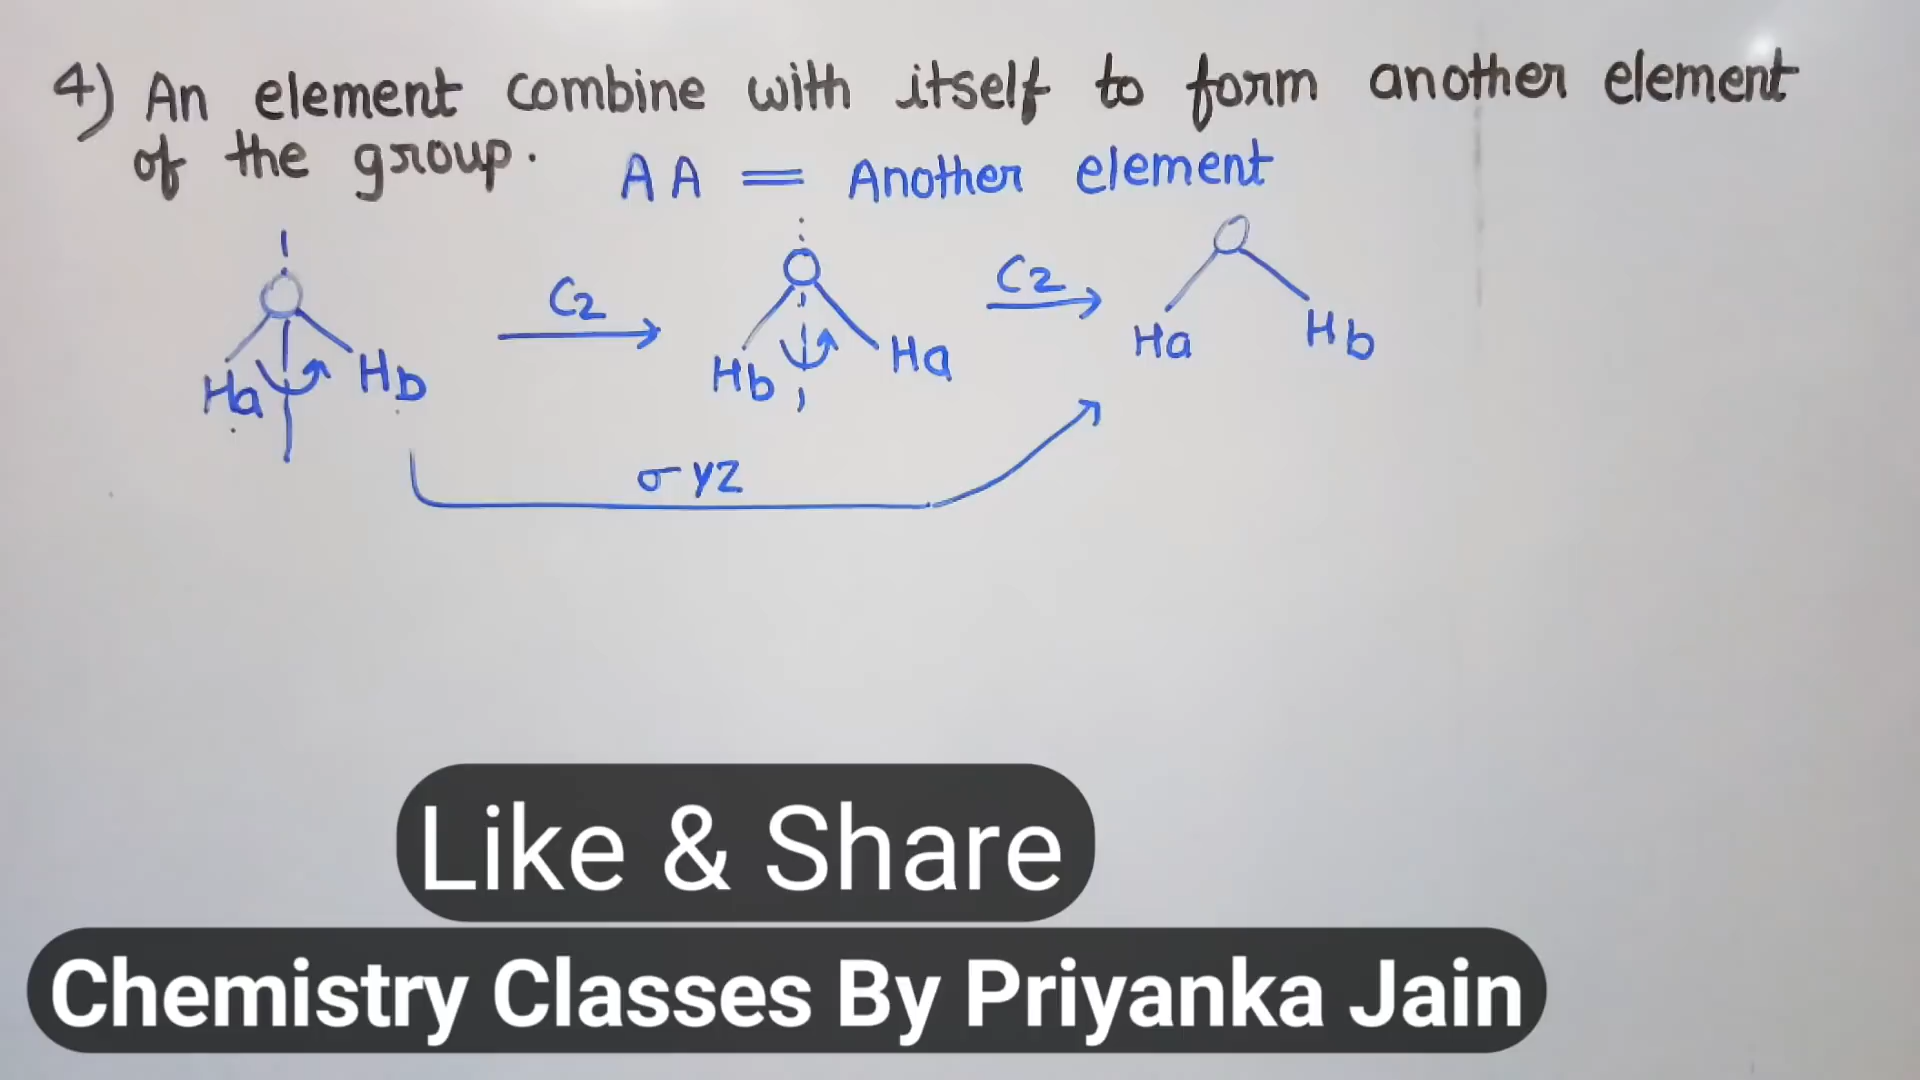 4) An element combine with itself to form another element
of the group.
A A = Another element
O
C2
O
C2
O
Ha
Hb
Hb
Ha
Ha
Hb
σ yz
Like & Share
Chemistry Classes By Priyanka Jain